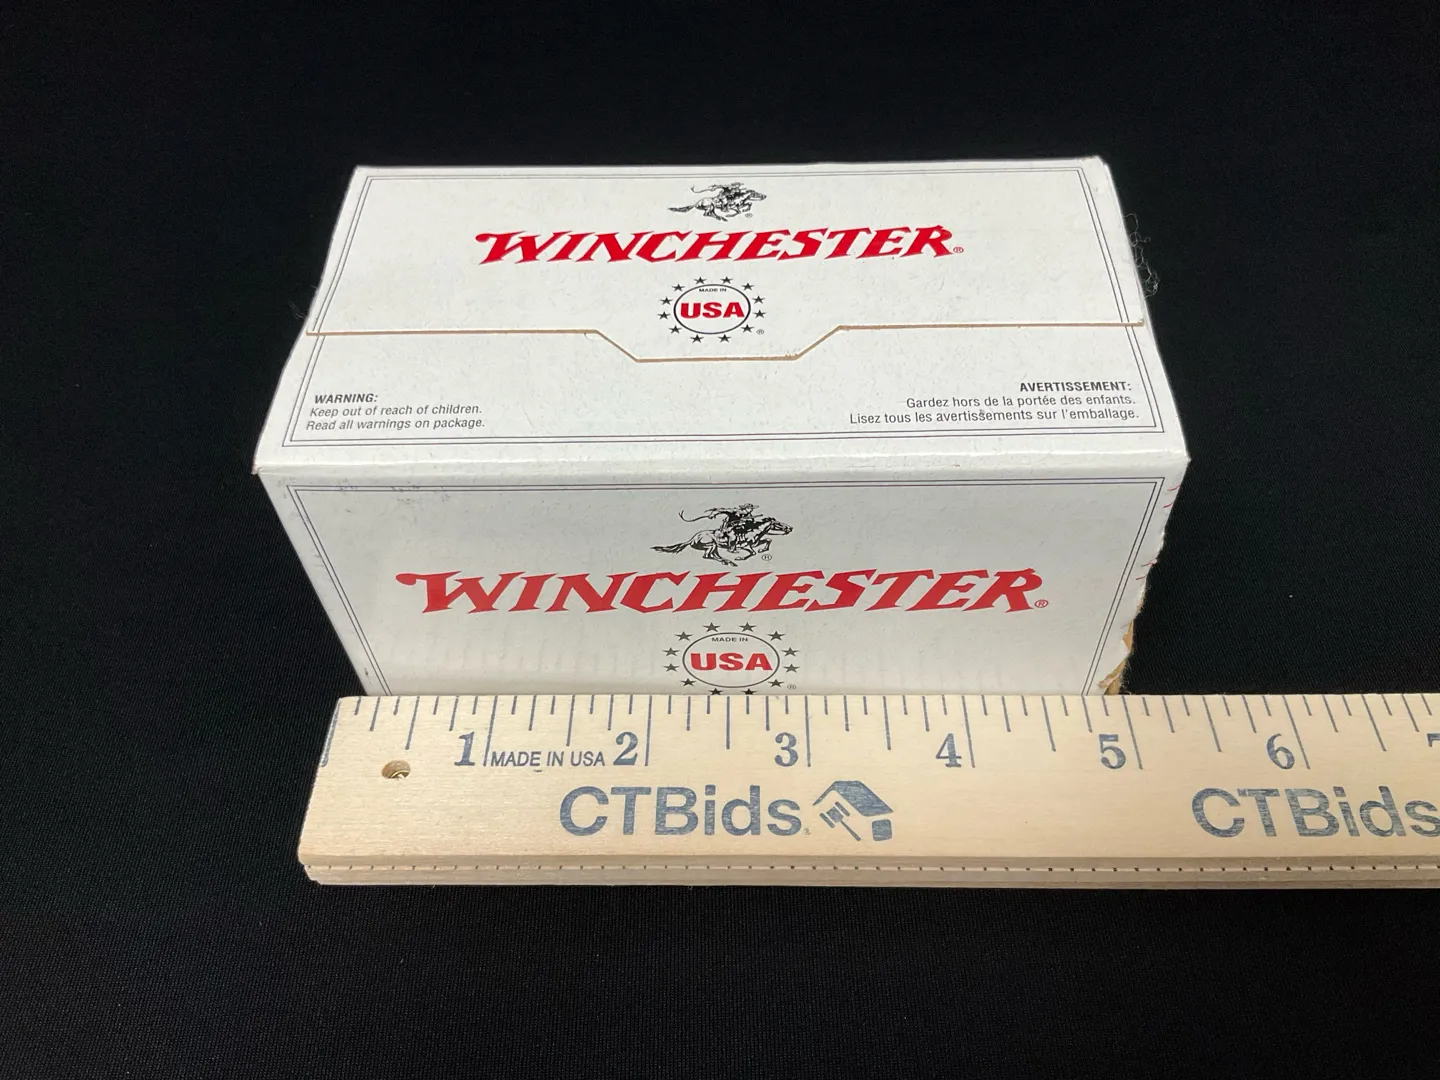 WINCHESTER®
MADE IN
USA
®
WARNING:
Keep out of reach of children.
Read all warnings on package.
AVERTISSEMENT:
Gardez hors de la portée des enfants.
Lisez tous les avertissements sur l'emballage.
®
WINCHESTER®
MADE IN
USA
®
1 MADE IN USA 2 3 4 5 6 7
CTBids CTBids